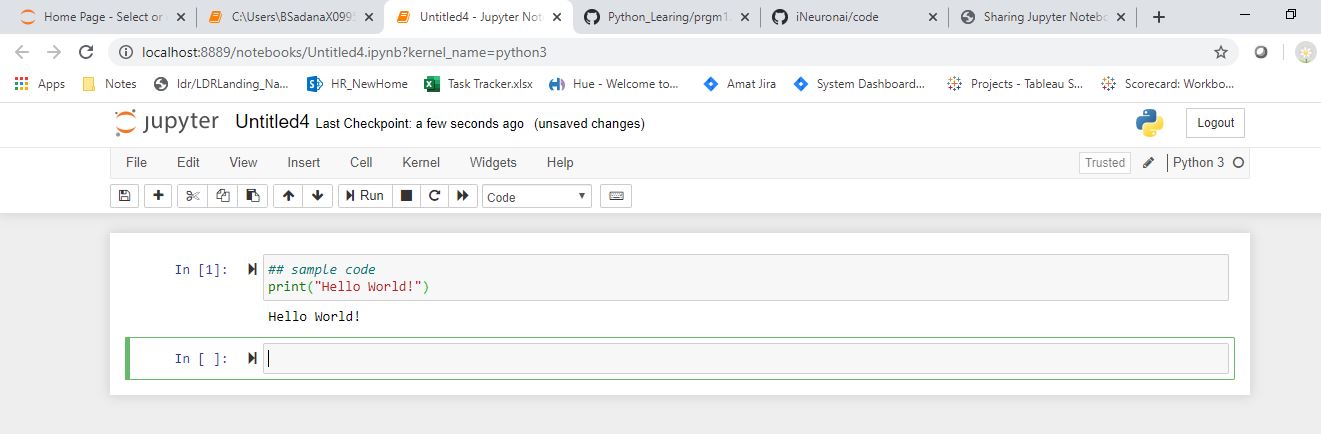 Home Page - Select or C:\Users\BSadanaX0995 Untitled4 - Jupyter Not Python_Learing/prgm1. iNeuronai/code Sharing Jupyter Notebo
localhost:8889/notebooks/Untitled4.ipynb?kernel_name=python3
Apps Notes ldr/LDRLanding_Na... HR_NewHome Task Tracker.xlsx Hue - Welcome to... Amat Jira System Dashboard... Projects - Tableau S... Scorecard: Workbo...
jupyter Untitled4 Last Checkpoint: a few seconds ago (unsaved changes) Logout
File Edit View Insert Cell Kernel Widgets Help Trusted Python 3
Run Code
In [1]: ## sample code
print("Hello World!")
Hello World!
In [ ]: